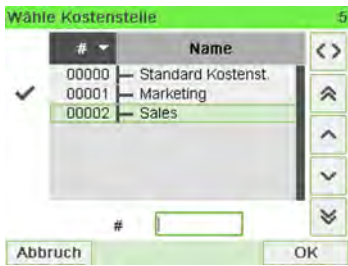 Wähle Kostenstelle 5
# Name
00000 Standard Kostenst.
00001 Marketing
00002 Sales
#
Abbruch OK